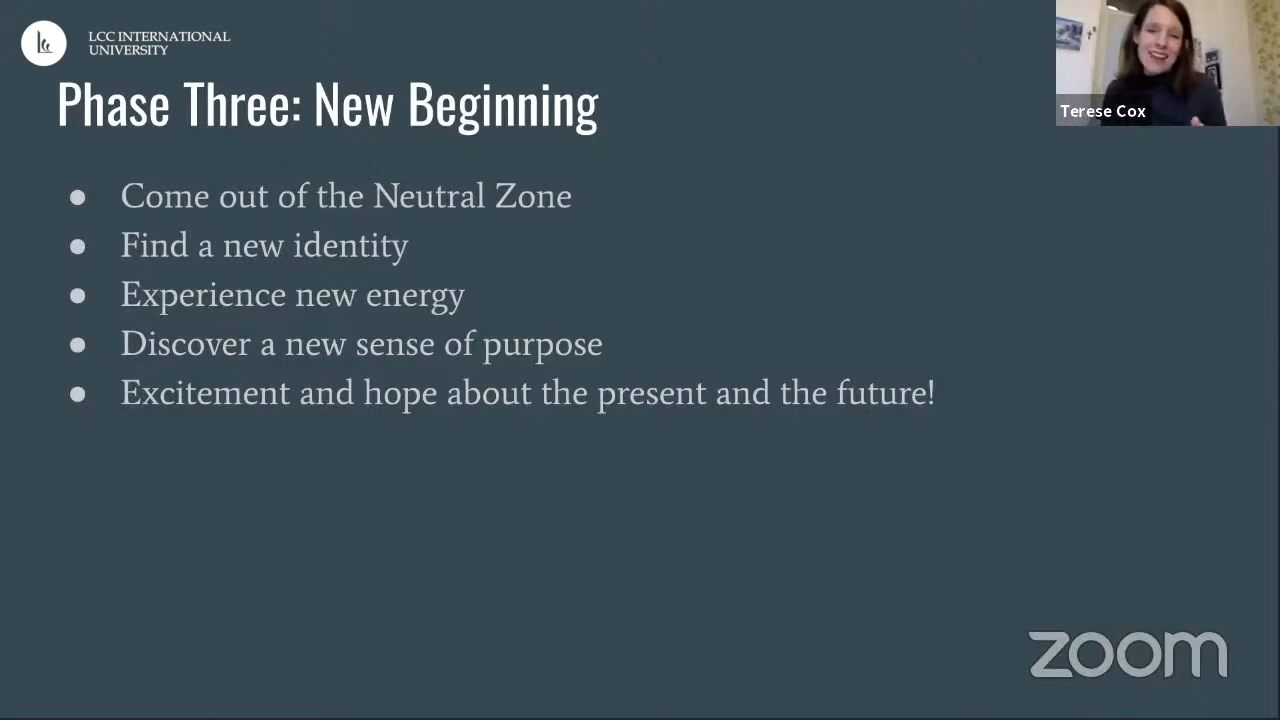 LCC INTERNATIONAL
UNIVERSITY
Phase Three: New Beginning
Terese Cox
● Come out of the Neutral Zone
● Find a new identity
● Experience new energy
● Discover a new sense of purpose
● Excitement and hope about the present and the future!
zoom